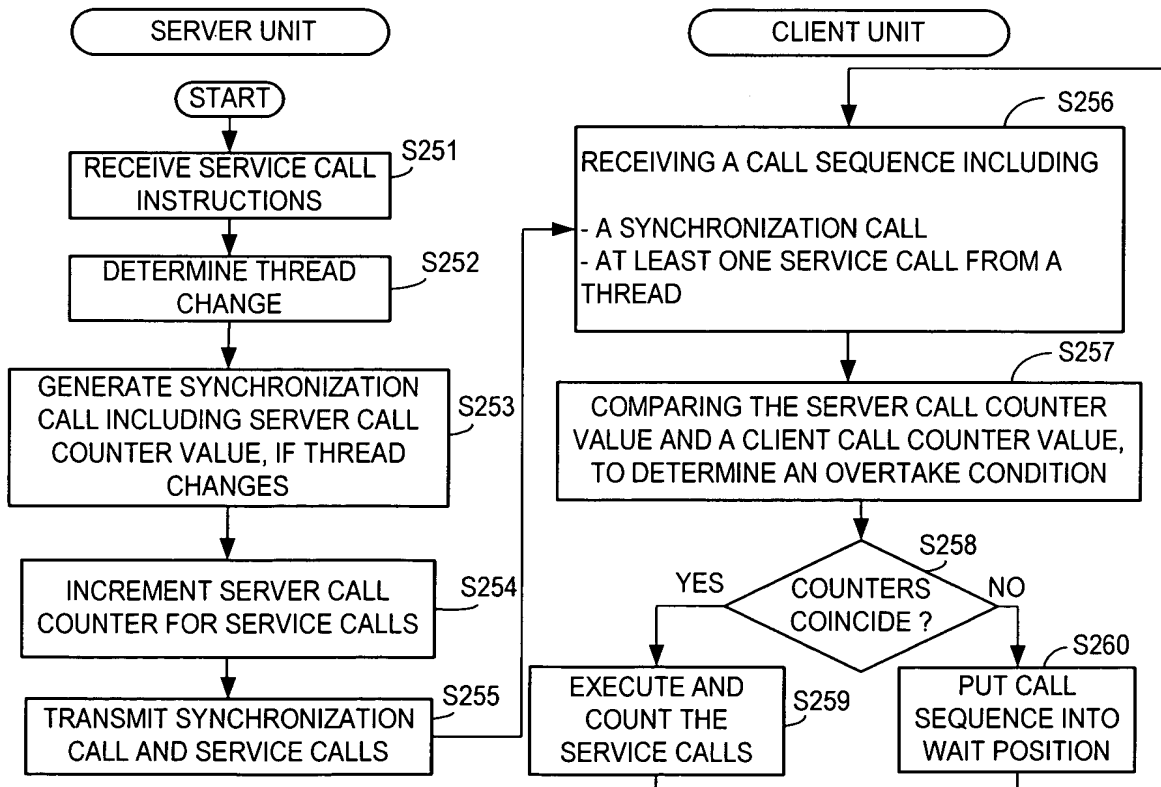 SERVER UNIT
START
S251
RECEIVE SERVICE CALL
INSTRUCTIONS
S252
DETERMINE THREAD
CHANGE
S253
GENERATE SYNCHRONIZATION
CALL INCLUDING SERVER CALL
COUNTER VALUE, IF THREAD
CHANGES
S254
INCREMENT SERVER CALL
COUNTER FOR SERVICE CALLS
S255
TRANSMIT SYNCHRONIZATION
CALL AND SERVICE CALLS
CLIENT UNIT
S256
RECEIVING A CALL SEQUENCE INCLUDING
- A SYNCHRONIZATION CALL
- AT LEAST ONE SERVICE CALL FROM A
THREAD
S257
COMPARING THE SERVER CALL COUNTER
VALUE AND A CLIENT CALL COUNTER VALUE,
TO DETERMINE AN OVERTAKE CONDITION
S258
COUNTERS
COINCIDE ?
YES
NO
EXECUTE AND
COUNT THE
SERVICE CALLS
S259
S260
PUT CALL
SEQUENCE INTO
WAIT POSITION